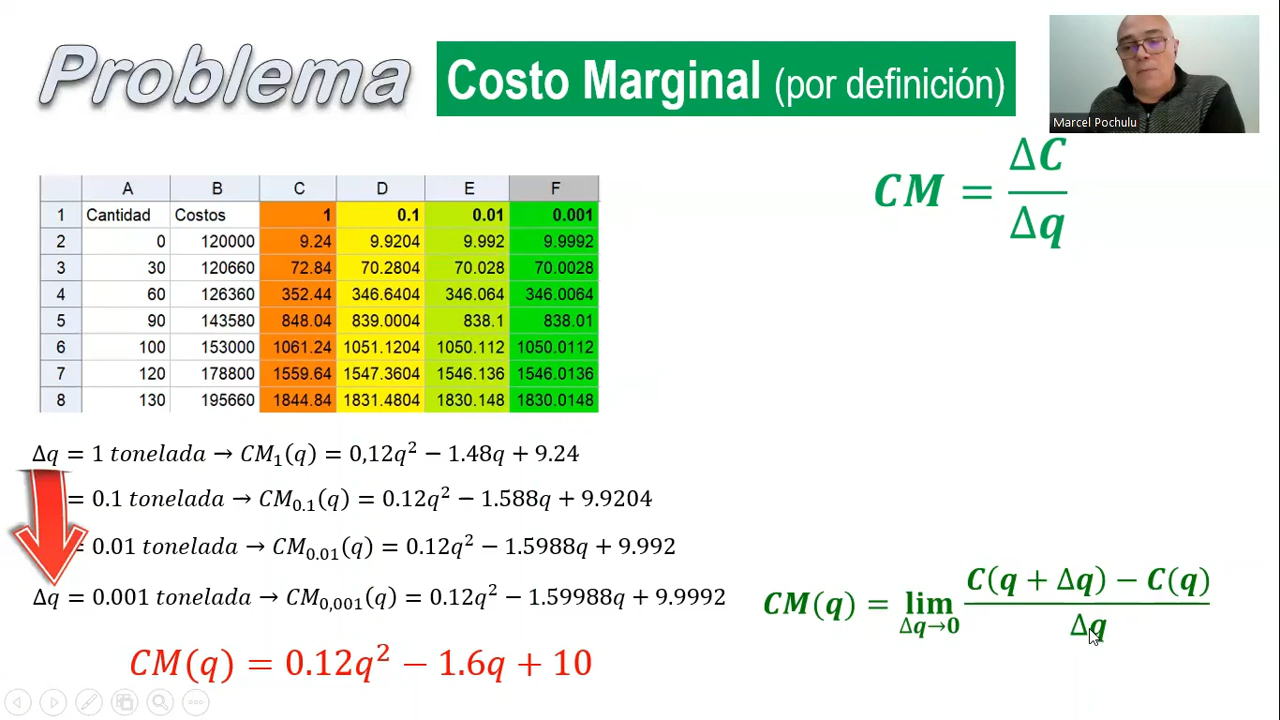 Problema
Costo Marginal (por definición)
Marcel Pochulu
CM = ΔC/Δq
A B C D E F
1 Cantidad Costos 1 0.1 0.01 0.001
2 0 120000 9.24 9.9204 9.992 9.9992
3 30 120660 72.84 70.2804 70.028 70.0028
4 60 126360 352.44 346.6404 346.064 346.0064
5 90 143580 848.04 839.0004 838.1 838.01
6 100 153000 1061.24 1051.1204 1050.112 1050.0112
7 120 178800 1559.64 1547.3604 1546.136 1546.0136
8 130 195660 1844.84 1831.4804 1830.148 1830.0148
Δq = 1 tonelada → CM₁(q) = 0,12q² − 1.48q + 9.24
= 0.1 tonelada → CM₀.₁(q) = 0.12q² − 1.588q + 9.9204
= 0.01 tonelada → CM₀.₀₁(q) = 0.12q² − 1.5988q + 9.992
Δq = 0.001 tonelada → CM₀,₀₀₁(q) = 0.12q² − 1.59988q + 9.9992
CM(q) = lim Δq→0 (C(q + Δq) − C(q))/Δq
CM(q) = 0.12q² − 1.6q + 10